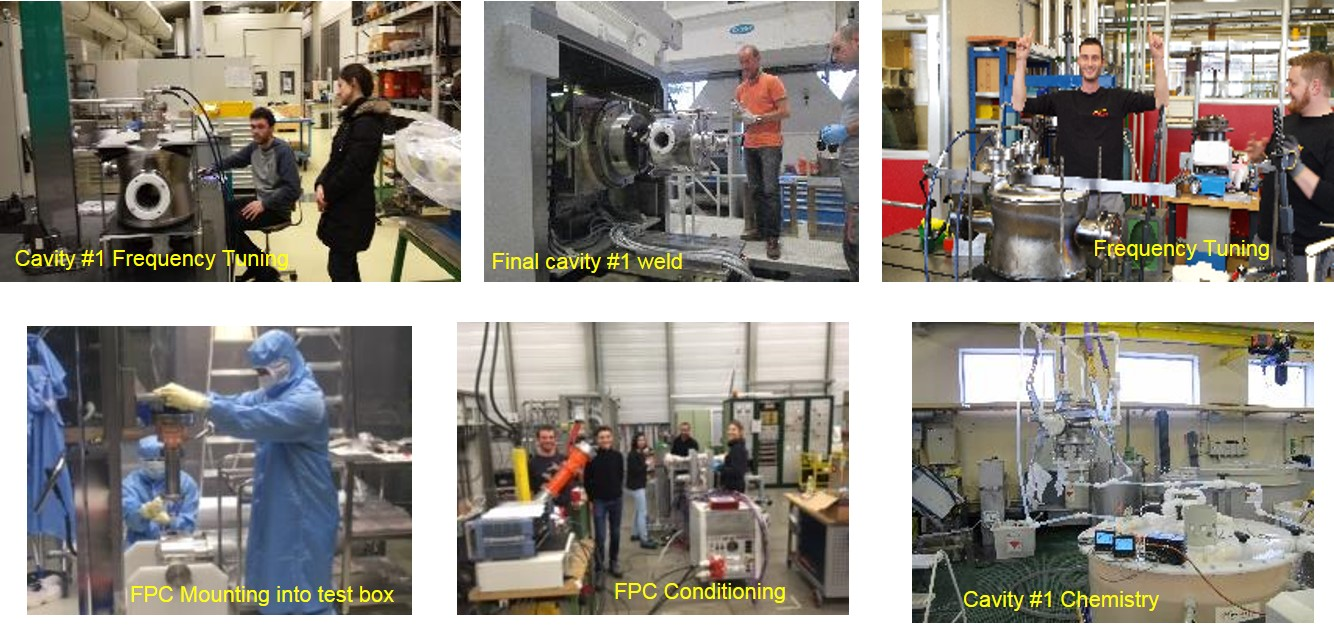 Cavity #1 Frequency Tuning
Final cavity #1 weld
Frequency Tuning
FPC Mounting into test box
FPC Conditioning
Cavity #1 Chemistry